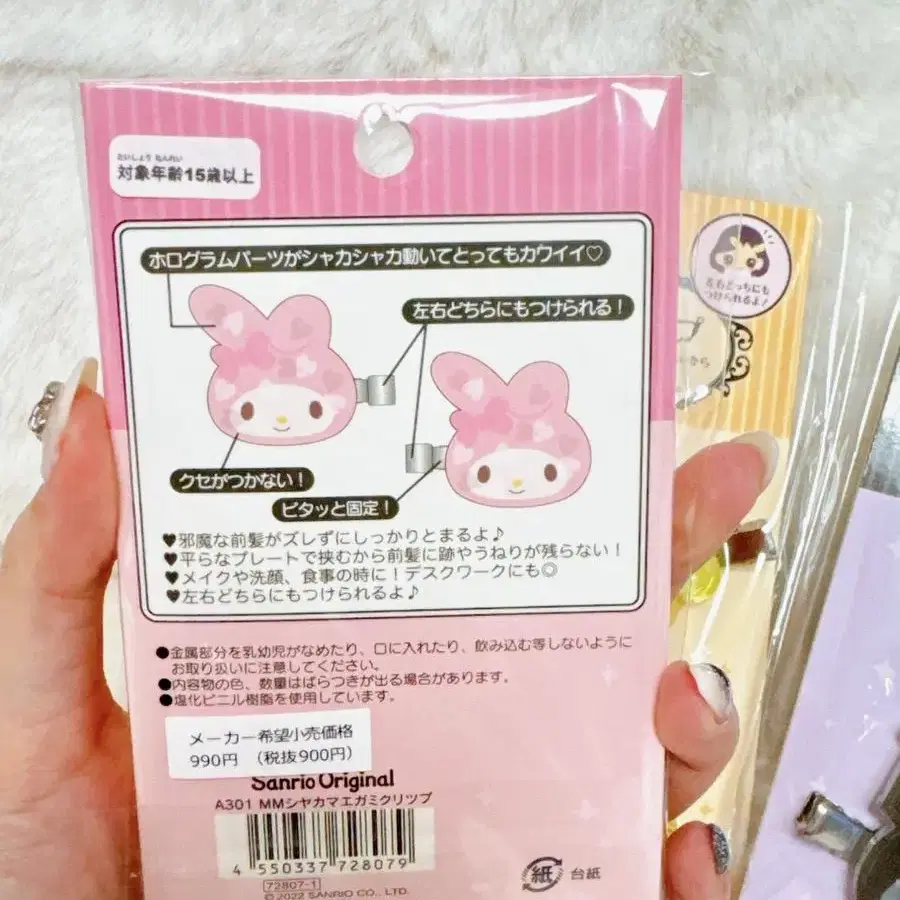 たいしょう ねんれい
対象年齢15歳以上
ホログラムパーツがシャカシャカ動いてとってもカワイイ♡
左右どちらにもつけられる!
クセがつかない!
ピタッと固定!
♥邪魔な前髪がズレずにしっかりとまるよ♪
♥平らなプレートで挟むから前髪に跡やうねりが残らない!
♥メイクや洗顔、食事の時に!デスクワークにも◎
♥左右どちらにもつけられるよ♪
●金属部分を乳幼児がなめたり、口に入れたり、飲み込む等しないように
お取り扱いに注意してください。
●内容物の色、数量はばらつきが出る場合があります。
●塩化ビニル樹脂を使用しています。
メーカー希望小売価格
990円 (税抜900円)
Sanrio Original
A301 MMシヤカマエガミクリツプ
4 550337 728079
72807-1
© 2022 SANRIO CO., LTD.
紙 台紙
左右どっちにも
つけられるよ♪
から